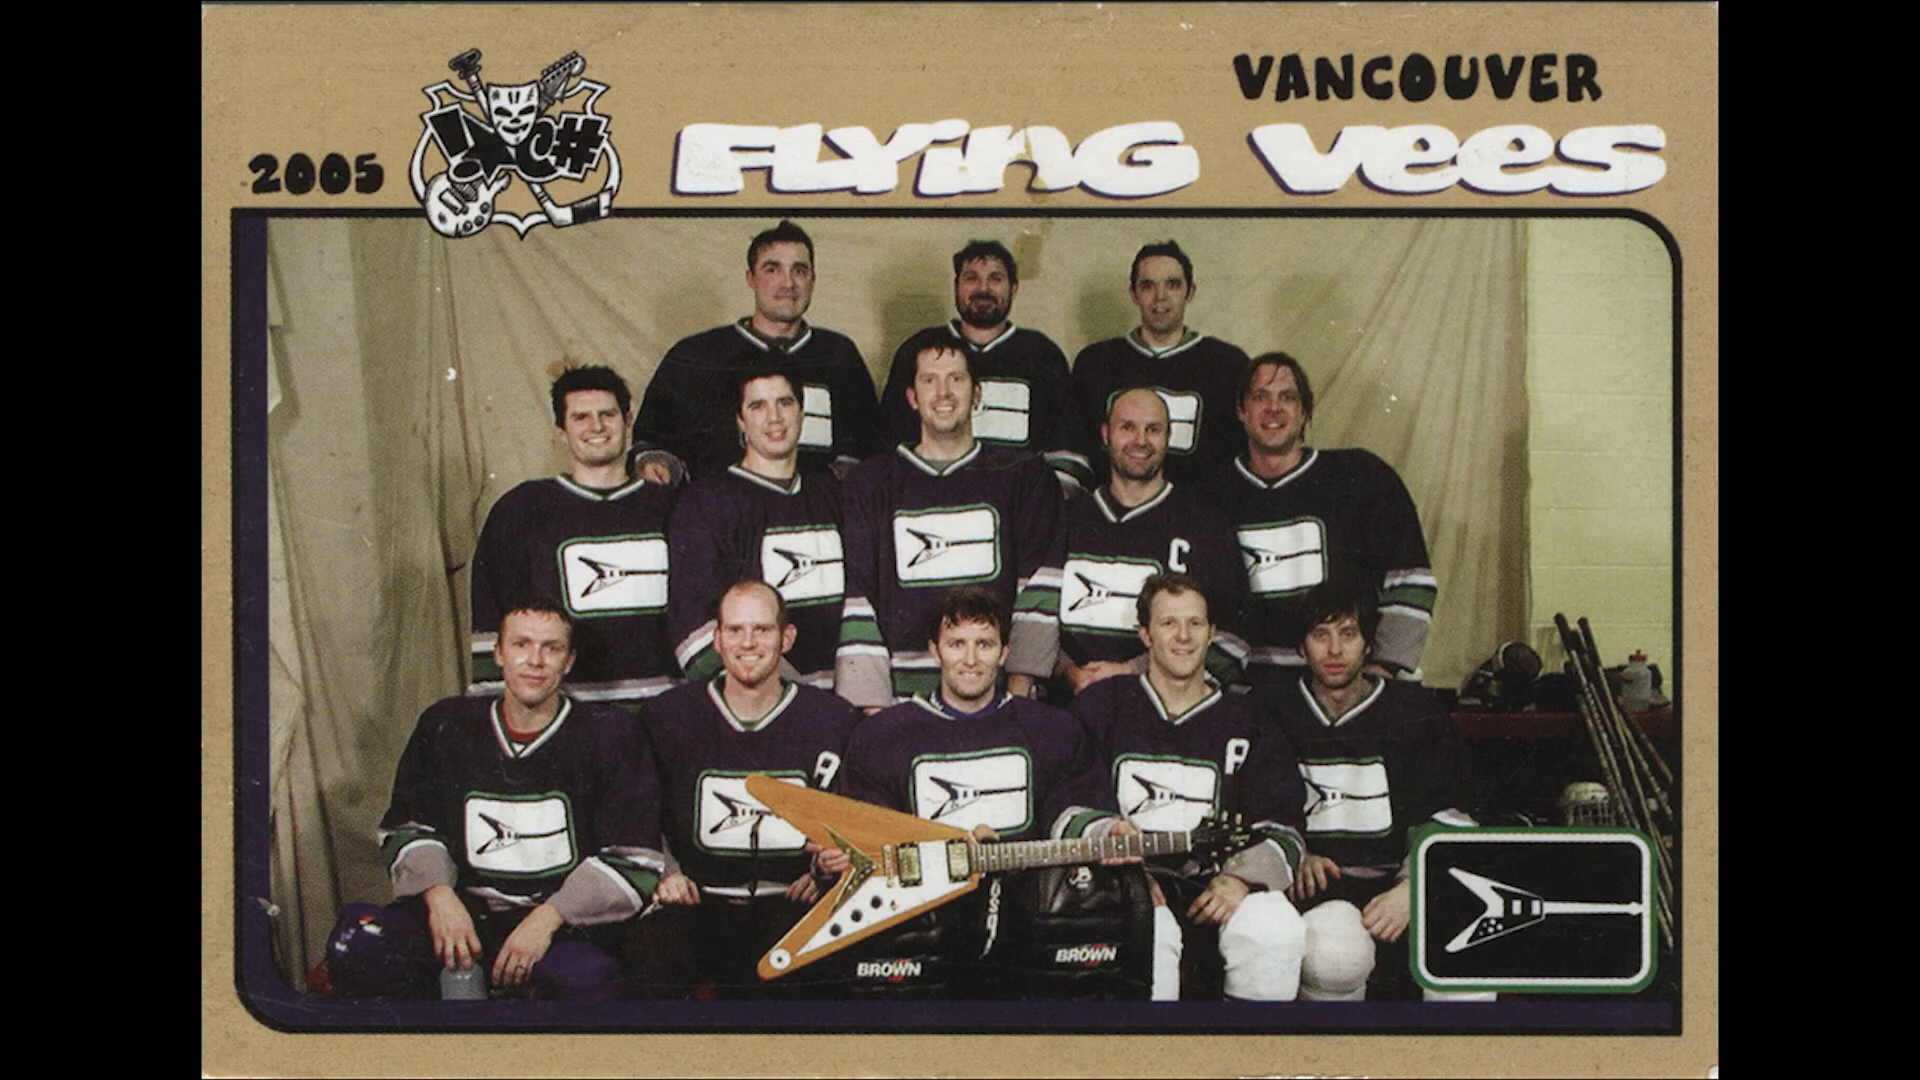 VANCOUVER
2005
!*@C#
FLYING VEES
C
A
A
BROWN
BROWN